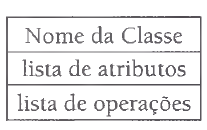 Nome da Classe
lista de atributos
lista de operações